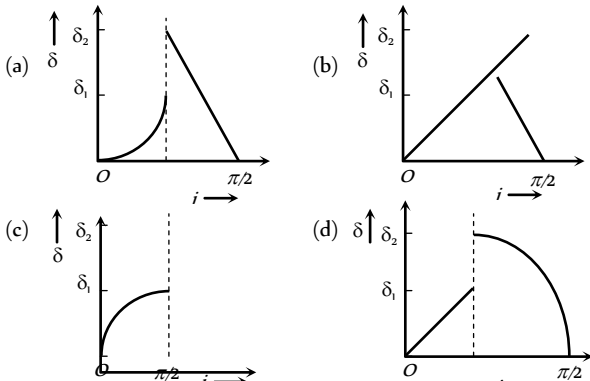 (a) δ δ₂ δ₁ O π/2 i
(b) δ δ₂ δ₁ O π/2 i
(c) δ δ₂ δ₁ O π/2 i
(d) δ δ₂ δ₁ O π/2 i